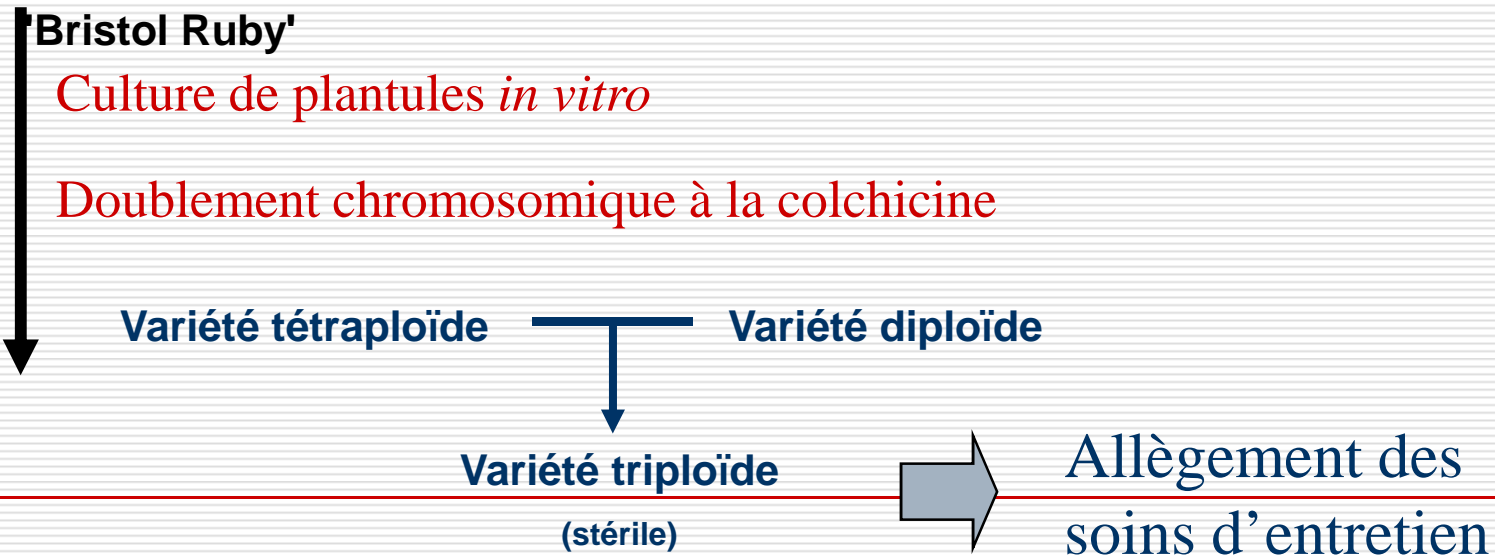 'Bristol Ruby'
Culture de plantules in vitro
Doublement chromosomique à la colchicine
Variété tétraploïde Variété diploïde
Variété triploïde
(stérile)
Allègement des
soins d’entretien